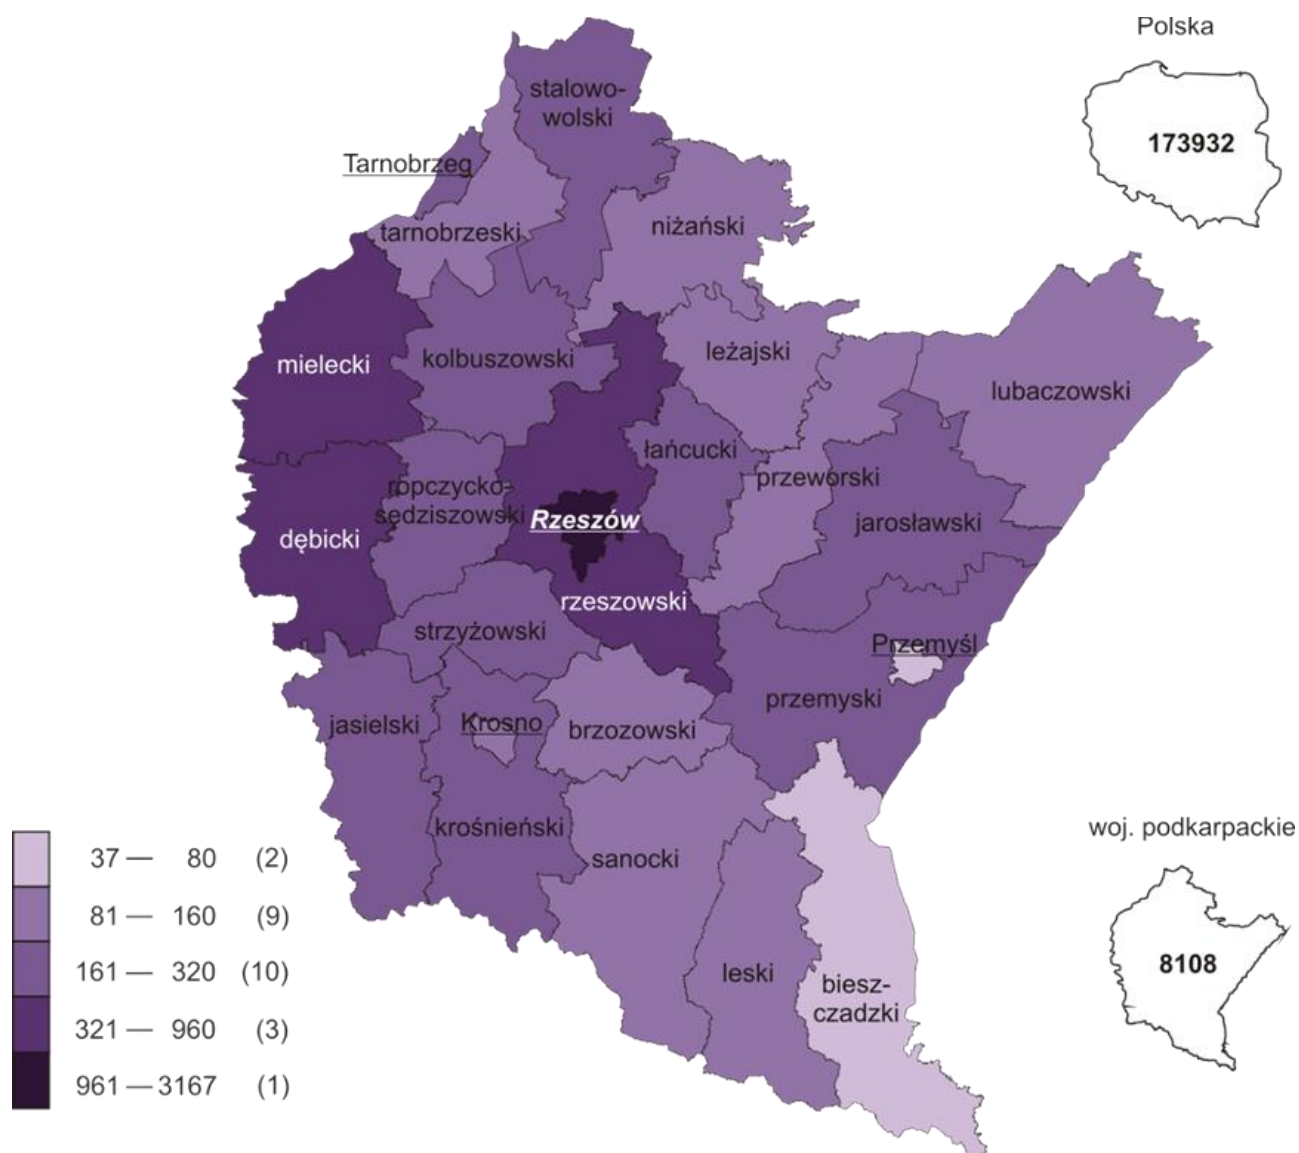 Polska
173932
stalowo-
wolski
Tarnobrzeg
tarnobrzeski
niżański
mielecki
kolbuszowski
leżajski
lubaczowski
łańcucki
przeworski
ropczycko-
sędziszowski
Rzeszów
jarosławski
dębicki
rzeszowski
strzyżowski
Przemyśl
przemyski
jasielski
Krosno
brzozowski
krośnieński
sanocki
leski
biesz-
czadzki
woj. podkarpackie
8108
37 — 80 (2)
81 — 160 (9)
161 — 320 (10)
321 — 960 (3)
961 — 3167 (1)